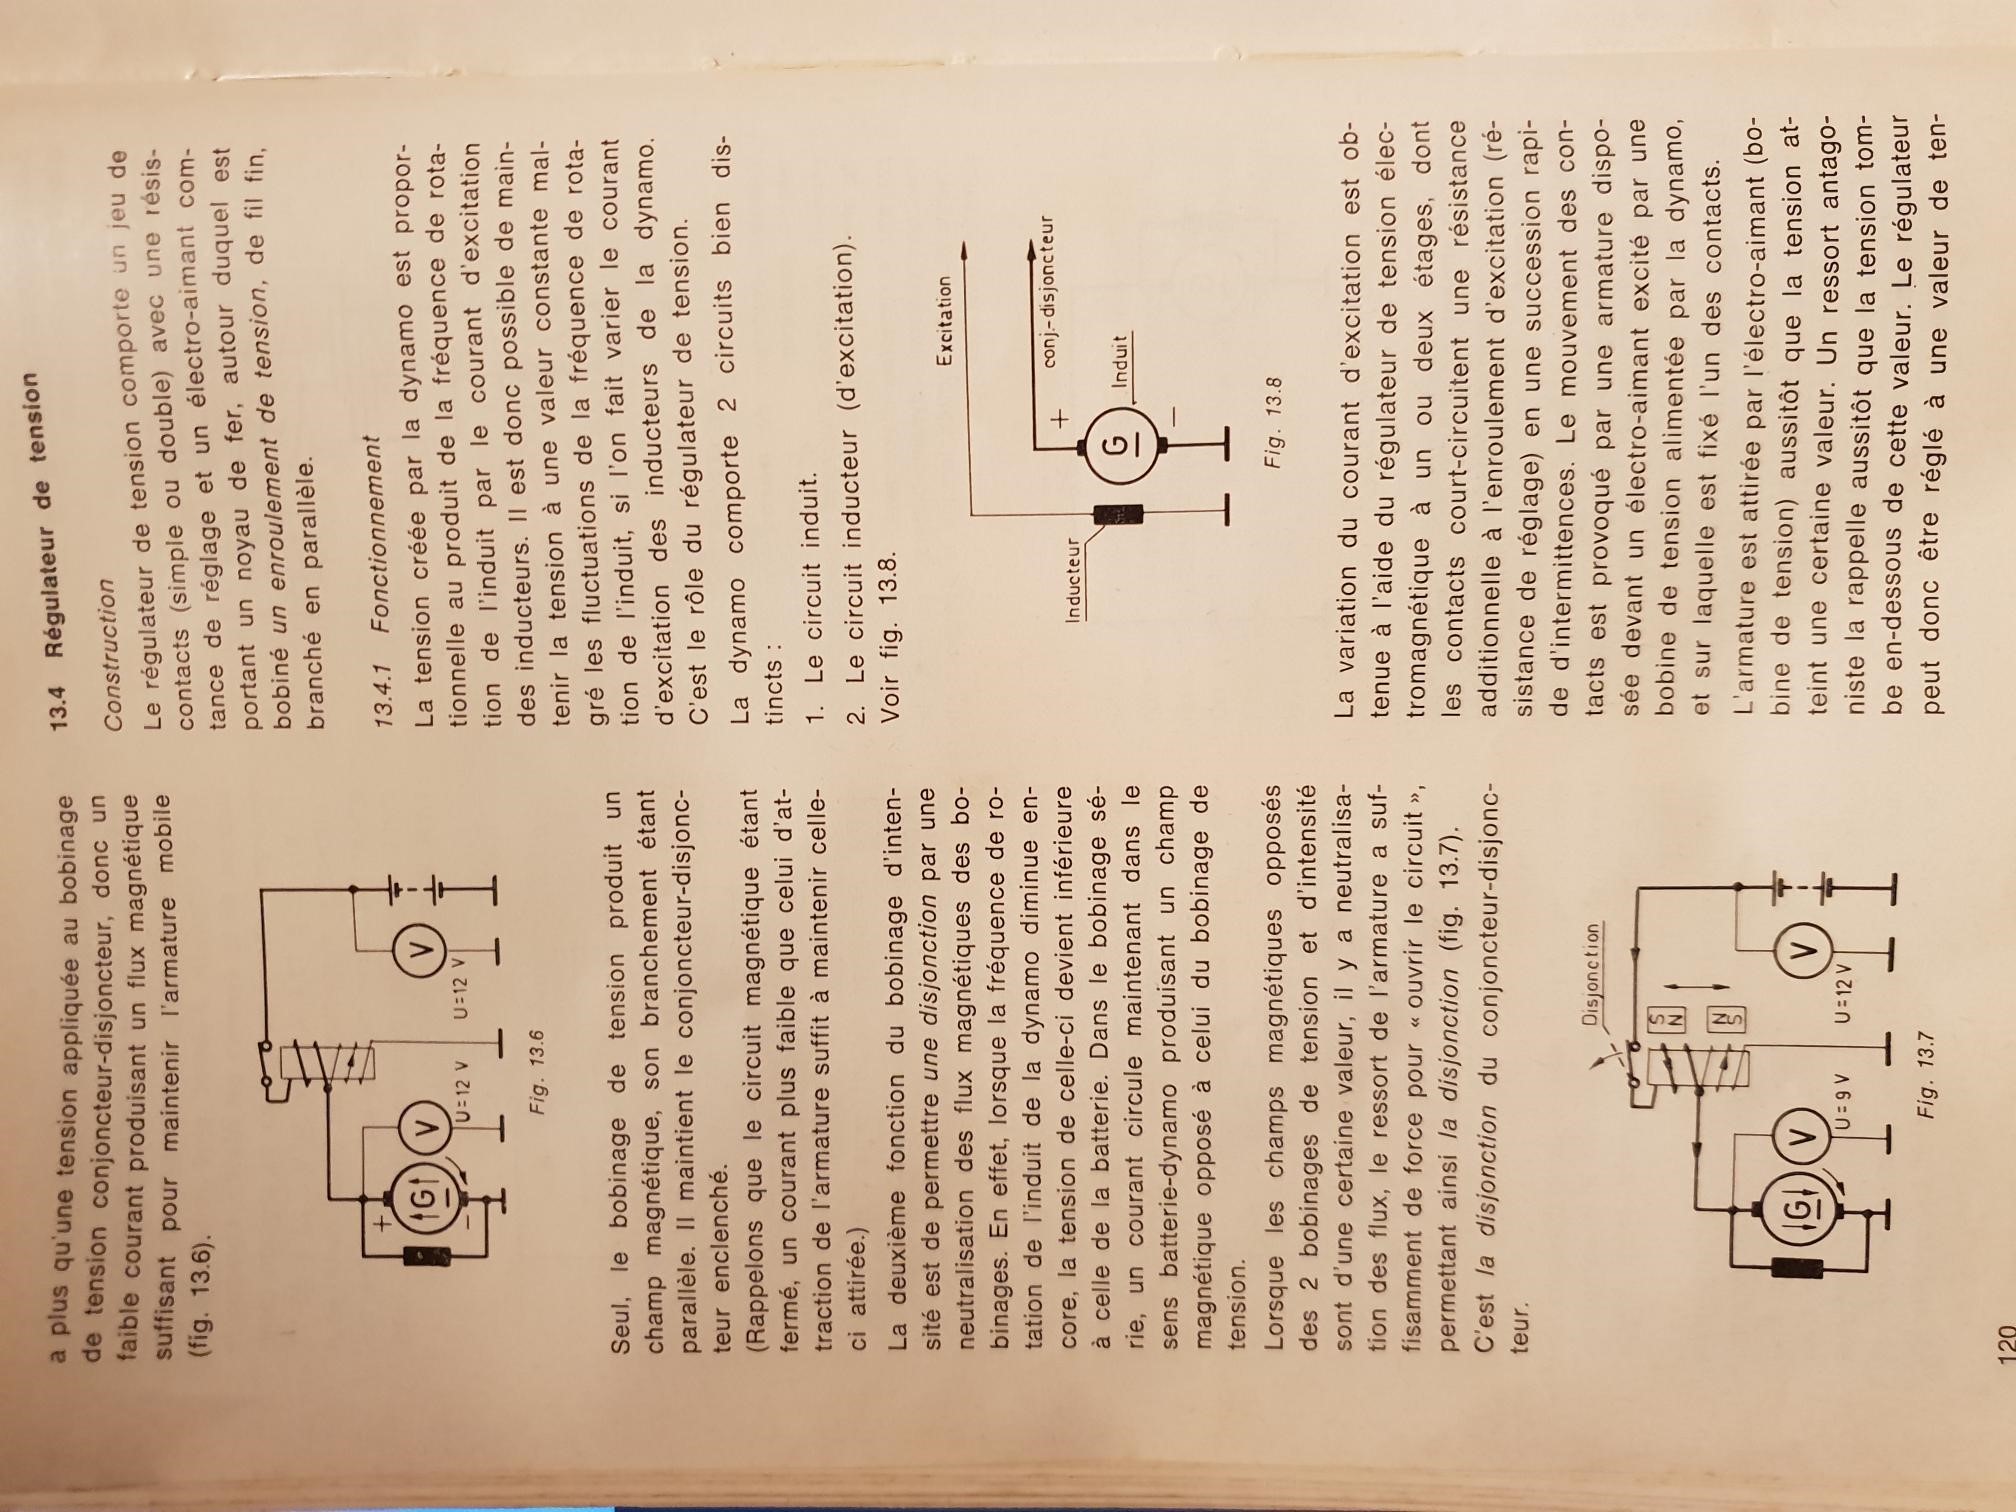 a plus qu'une tension appliquée au bobinage
de tension conjoncteur-disjoncteur, donc un
faible courant produisant un flux magnétique
suffisant pour maintenir l'armature mobile
(fig. 13.6).
+
G
−
V
U=12 V
V
U=12 V
Fig. 13.6
Seul, le bobinage de tension produit un
champ magnétique, son branchement étant
parallèle. Il maintient le conjoncteur-disjonc-
teur enclenché.
(Rappelons que le circuit magnétique étant
fermé, un courant plus faible que celui d'at-
traction de l'armature suffit à maintenir celle-
ci attirée.)
La deuxième fonction du bobinage d'inten-
sité est de permettre une disjonction par une
neutralisation des flux magnétiques des bo-
binages. En effet, lorsque la fréquence de ro-
tation de l'induit de la dynamo diminue en-
core, la tension de celle-ci devient inférieure
à celle de la batterie. Dans le bobinage sé-
rie, un courant circule maintenant dans le
sens batterie-dynamo produisant un champ
magnétique opposé à celui du bobinage de
tension.
Lorsque les champs magnétiques opposés
des 2 bobinages de tension et d'intensité
sont d'une certaine valeur, il y a neutralisa-
tion des flux, le ressort de l'armature a suf-
fisamment de force pour « ouvrir le circuit »,
permettant ainsi la disjonction (fig. 13.7).
C'est la disjonction du conjoncteur-disjonc-
teur.
Disjonction
S
N
N
S
G
V
U=9 V
V
U=12V
Fig. 13.7
120
13.4 Régulateur de tension
Construction
Le régulateur de tension comporte un jeu de
contacts (simple ou double) avec une résis-
tance de réglage et un électro-aimant com-
portant un noyau de fer, autour duquel est
bobiné un enroulement de tension, de fil fin,
branché en parallèle.
13.4.1 Fonctionnement
La tension créée par la dynamo est propor-
tionnelle au produit de la fréquence de rota-
tion de l'induit par le courant d'excitation
des inducteurs. Il est donc possible de main-
tenir la tension à une valeur constante mal-
gré les fluctuations de la fréquence de rota-
tion de l'induit, si l'on fait varier le courant
d'excitation des inducteurs de la dynamo.
C'est le rôle du régulateur de tension.
La dynamo comporte 2 circuits bien dis-
tincts :
1. Le circuit induit.
2. Le circuit inducteur (d'excitation).
Voir fig. 13.8.
Excitation
+
conj.-disjoncteur
Inducteur
G
Induit
−
Fig. 13.8
La variation du courant d'excitation est ob-
tenue à l'aide du régulateur de tension élec-
tromagnétique à un ou deux étages, dont
les contacts court-circuitent une résistance
additionnelle à l'enroulement d'excitation (ré-
sistance de réglage) en une succession rapi-
de d'intermittences. Le mouvement des con-
tacts est provoqué par une armature dispo-
sée devant un électro-aimant excité par une
bobine de tension alimentée par la dynamo,
et sur laquelle est fixé l'un des contacts.
L'armature est attirée par l'électro-aimant (bo-
bine de tension) aussitôt que la tension at-
teint une certaine valeur. Un ressort antago-
niste la rappelle aussitôt que la tension tom-
be en-dessous de cette valeur. Le régulateur
peut donc être réglé à une valeur de ten-